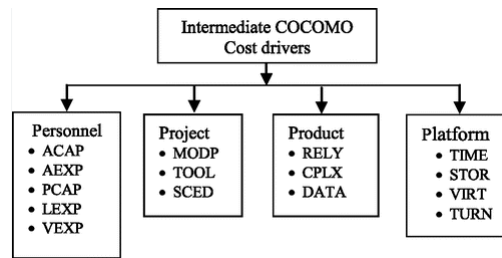 Intermediate COCOMO
Cost drivers
Personnel
• ACAP
• AEXP
• PCAP
• LEXP
• VEXP
Project
• MODP
• TOOL
• SCED
Product
• RELY
• CPLX
• DATA
Platform
• TIME
• STOR
• VIRT
• TURN